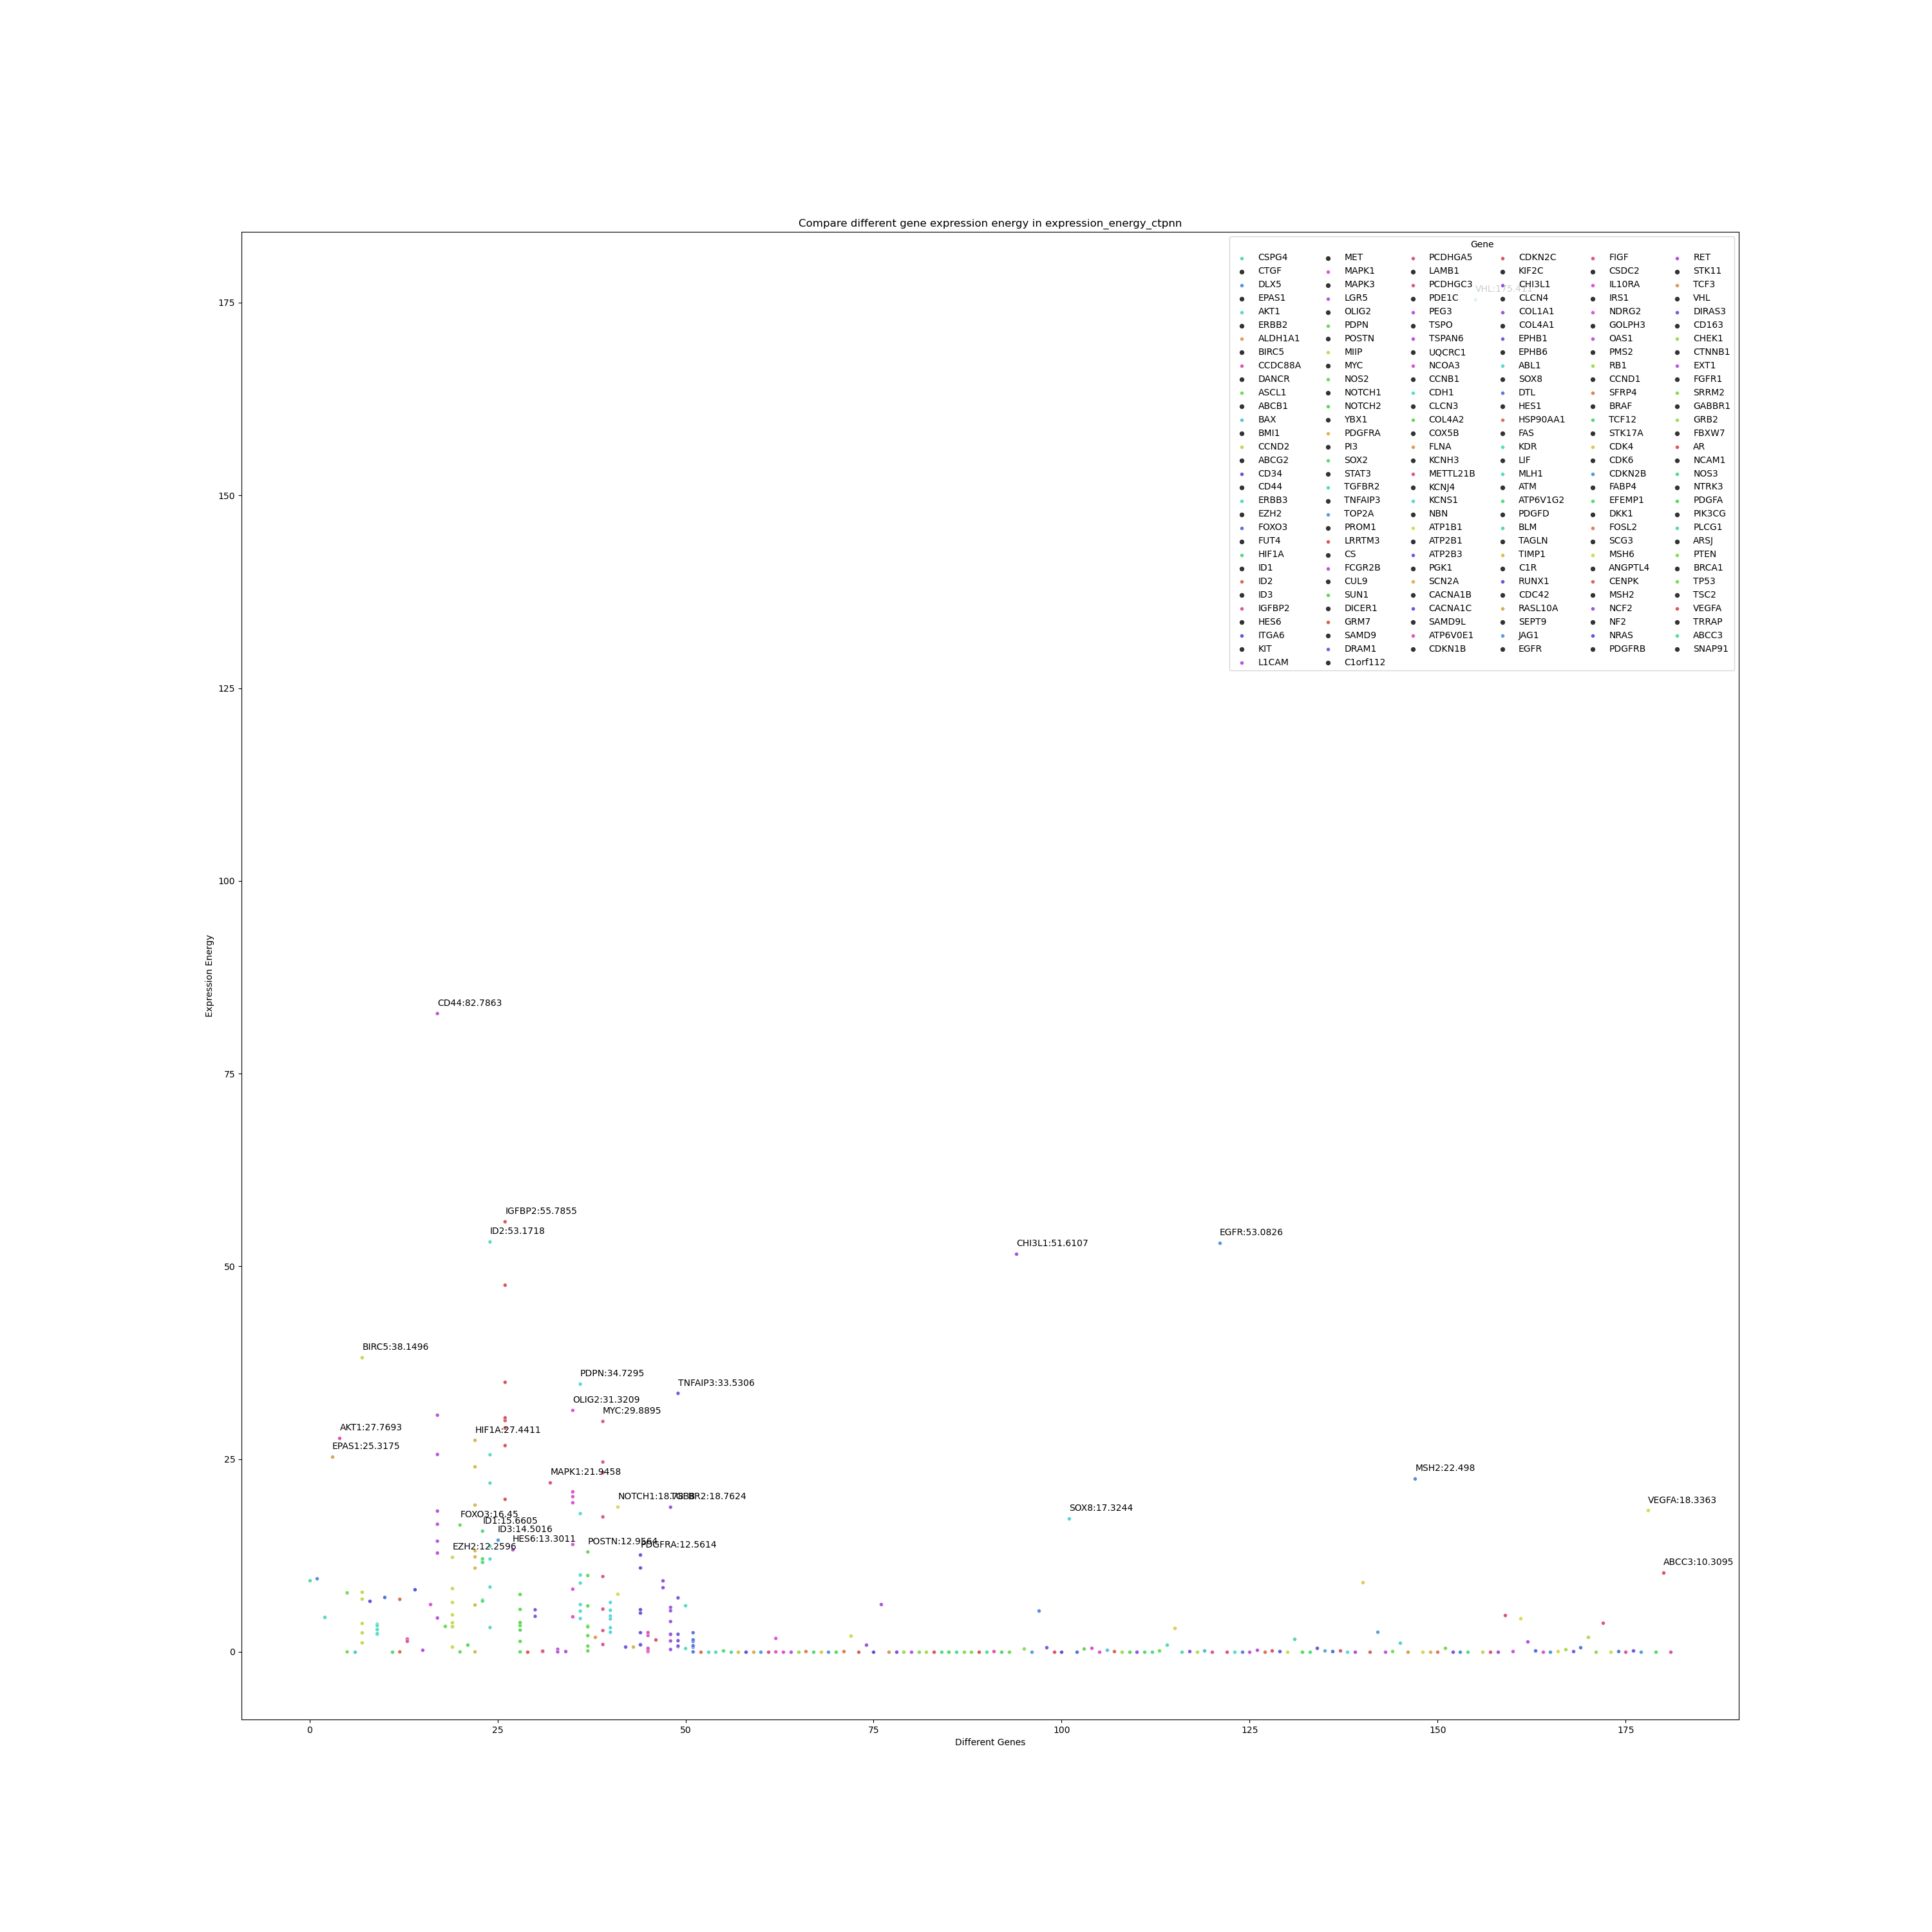 Compare different gene expression energy in expression_energy_ctpnn
Gene
CSPG4 MET PCDHGA5 CDKN2C FIGF RET
CTGF MAPK1 LAMB1 KIF2C CSDC2 STK11
DLX5 MAPK3 PCDHGC3 CHI3L1 IL10RA TCF3
EPAS1 LGR5 PDE1C CLCN4 IRS1 VHL
AKT1 OLIG2 PEG3 COL1A1 NDRG2 DIRAS3
ERBB2 PDPN TSPO COL4A1 GOLPH3 CD163
ALDH1A1 POSTN TSPAN6 EPHB1 OAS1 CHEK1
BIRC5 MIIP UQCRC1 EPHB6 PMS2 CTNNB1
CCDC88A MYC NCOA3 ABL1 RB1 EXT1
DANCR NOS2 CCNB1 SOX8 CCND1 FGFR1
ASCL1 NOTCH1 CDH1 DTL SFRP4 SRRM2
ABCB1 NOTCH2 CLCN3 HES1 BRAF GABBR1
BAX YBX1 COL4A2 HSP90AA1 TCF12 GRB2
BMI1 PDGFRA COX5B FAS STK17A FBXW7
CCND2 PI3 FLNA KDR CDK4 AR
ABCG2 SOX2 KCNH3 LIF CDK6 NCAM1
CD34 STAT3 METTL21B MLH1 CDKN2B NOS3
CD44 TGFBR2 KCNJ4 ATM FABP4 NTRK3
ERBB3 TNFAIP3 KCNS1 ATP6V1G2 EFEMP1 PDGFA
EZH2 TOP2A NBN PDGFD DKK1 PIK3CG
FOXO3 PROM1 ATP1B1 BLM FOSL2 PLCG1
FUT4 LRRTM3 ATP2B1 TAGLN SCG3 ARSJ
HIF1A CS ATP2B3 TIMP1 MSH6 PTEN
ID1 FCGR2B PGK1 C1R ANGPTL4 BRCA1
ID2 CUL9 SCN2A RUNX1 CENPK TP53
ID3 SUN1 CACNA1B CDC42 MSH2 TSC2
IGFBP2 DICER1 CACNA1C RASL10A NCF2 VEGFA
HES6 GRM7 SAMD9L SEPT9 NF2 TRRAP
ITGA6 SAMD9 ATP6V0E1 JAG1 NRAS ABCC3
KIT DRAM1 CDKN1B EGFR PDGFRB SNAP91
L1CAM C1orf112
175
150
125
100
75
50
25
0
Expression Energy
CD44:82.7863
IGFBP2:55.7855
ID2:53.1718
EGFR:53.0826
CHI3L1:51.6107
BIRC5:38.1496
PDPN:34.7295
TNFAIP3:33.5306
OLIG2:31.3209
MYC:29.8895
AKT1:27.7693
HIF1A:27.4411
EPAS1:25.3175
MAPK1:21.9458
MSH2:22.498
TGFBR2:18.7624
VEGFA:18.3363
SOX8:17.3244
FOXO3:16.45
ID1:15.6605
ID3:14.5016
HES6:13.3011
EZH2:12.2596
PDGFRA:12.5614
ABCC3:10.3095
0 25 50 75 100 125 150 175
Different Genes